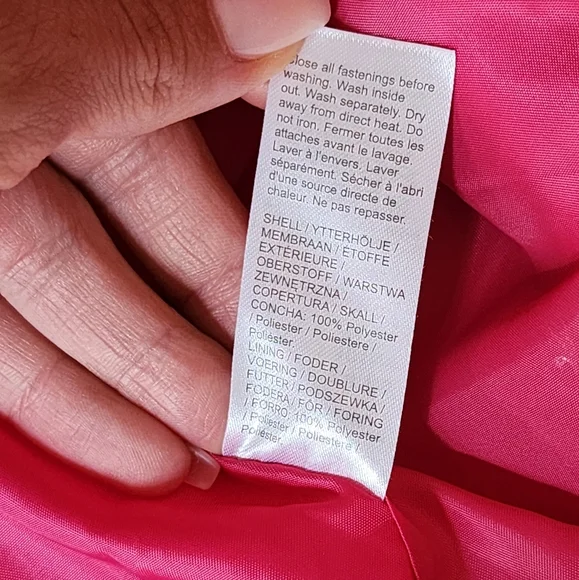 Close all fastenings before
washing. Wash inside
out. Wash separately. Dry
away from direct heat. Do
not iron. Fermer toutes les
attaches avant le lavage.
Laver à l'envers. Laver
séparément. Sécher à l'abri
d'une source directe de
chaleur. Ne pas repasser.
SHELL / YTTERHÖLJE /
MEMBRAAN / ÉTOFFE
EXTÉRIEURE /
OBERSTOFF / WARSTWA
ZEWNĘTRZNA /
COPERTURA / SKALL /
CONCHA: 100% Polyester
/ Poliester / Poliestere /
Poliéster.
LINING / FODER /
VOERING / DOUBLURE /
FUTTER / PODSZEWKA /
FODERA / FÔR / FORING
/ FORRO: 100% Polyester
/ Poliester / Poliestere /
Poliéster.